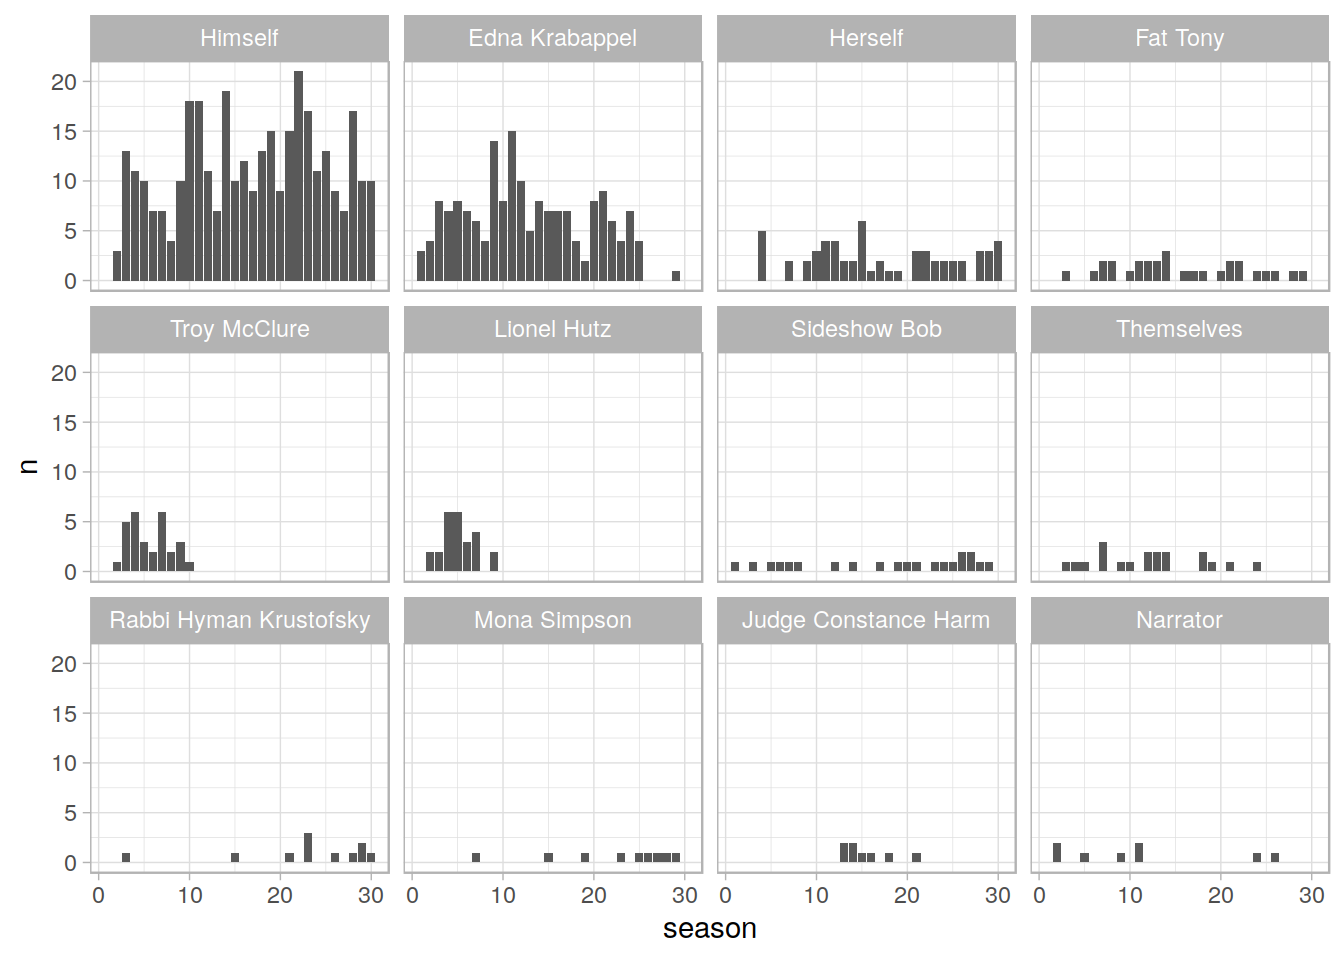 Himself Edna Krabappel Herself Fat Tony
20
15
10
5
0
Troy McClure Lionel Hutz Sideshow Bob Themselves
20
15
n 10
5
0
Rabbi Hyman Krustofsky Mona Simpson Judge Constance Harm Narrator
20
15
10
5
0
0 10 20 30 0 10 20 30 0 10 20 30 0 10 20 30
season